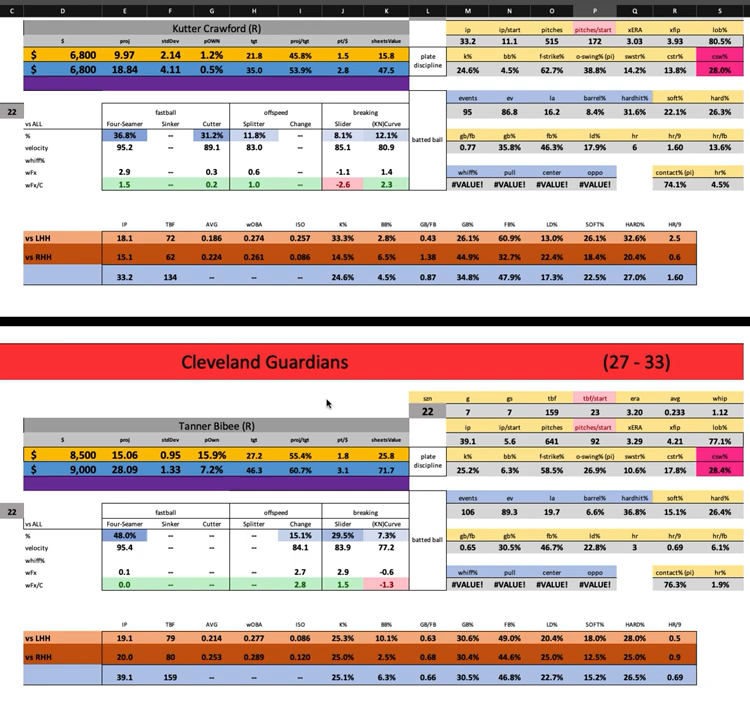 C D E F G H I J K L M N O P Q R S
Kutter Crawford (R) ip ip/start pitches pitches/start xERA xfip lob%
33.2 11.1 515 172 3.03 3.93 80.5%
$ proj stdDev pOWN tgt proj/tgt pt/$ sheetsValue
$ 6,800 9.97 2.14 1.2% 21.8 45.8% 1.5 15.8 plate discipline k% bb% f-strike% o-swing% (pi) swstr% cstr% csw%
$ 6,800 18.84 4.11 0.5% 35.0 53.9% 2.8 47.5 24.6% 4.5% 62.7% 38.8% 14.2% 13.8% 28.0%
events ev la barrel% hardhit% soft% hard%
22 fastball offspeed breaking 95 86.8 16.2 8.4% 31.6% 22.1% 26.3%
vs ALL Four-Seamer Sinker Cutter Splitter Change Slider (KN)Curve
% 36.8% -- 31.2% 11.8% -- 8.1% 12.1% batted ball gb/fb gb% fb% ld% hr hr/9 hr/fb
velocity 95.2 -- 89.1 83.0 -- 85.1 80.9 0.77 35.8% 46.3% 17.9% 6 1.60 13.6%
whiff%
wFx 2.9 -- 0.3 0.6 -- -1.1 1.4 whiff% pull center oppo contact% (pi) hr%
wFx/C 1.5 -- 0.2 1.0 -- -2.6 2.3 #VALUE! #VALUE! #VALUE! #VALUE! 74.1% 4.5%
IP TBF AVG wOBA ISO K% BB% GB/FB GB% FB% LD% SOFT% HARD% HR/9
vs LHH 18.1 72 0.186 0.274 0.257 33.3% 2.8% 0.43 26.1% 60.9% 13.0% 26.1% 32.6% 2.5
vs RHH 15.1 62 0.224 0.261 0.086 14.5% 6.5% 1.38 44.9% 32.7% 22.4% 18.4% 20.4% 0.6
33.2 134 -- -- -- 24.6% 4.5% 0.87 34.8% 47.9% 17.3% 22.5% 27.0% 1.60
Cleveland Guardians (27 - 33)
szn g gs tbf tbf/start era avg whip
22 7 7 159 23 3.20 0.233 1.12
Tanner Bibee (R) ip ip/start pitches pitches/start xERA xfip lob%
39.1 5.6 641 92 3.29 4.21 77.1%
$ proj stdDev pOwn tgt proj/tgt pt/$ sheetsValue
$ 8,500 15.06 0.95 15.9% 27.2 55.4% 1.8 25.8 plate discipline k% bb% f-strike% o-swing% (pi) swstr% cstr% csw%
$ 9,000 28.09 1.33 7.2% 46.3 60.7% 3.1 71.7 25.2% 6.3% 58.5% 26.9% 10.6% 17.8% 28.4%
events ev la barrel% hardhit% soft% hard%
22 fastball offspeed breaking 106 89.3 19.7 6.6% 36.8% 15.1% 26.4%
vs ALL Four-Seamer Sinker Cutter Splitter Change Slider (KN)Curve
% 48.0% -- -- -- 15.1% 29.5% 7.3% batted ball gb/fb gb% fb% ld% hr hr/9 hr/fb
velocity 95.4 -- -- -- 84.1 83.9 77.2 0.65 30.5% 46.7% 22.8% 3 0.69 6.1%
whiff%
wFx 0.1 -- -- -- 2.7 2.9 -0.6 whiff% pull center oppo contact% (pi) hr%
wFx/C 0.0 -- -- -- 2.8 1.5 -1.3 #VALUE! #VALUE! #VALUE! #VALUE! 76.3% 1.9%
IP TBF AVG wOBA ISO K% BB% GB/FB GB% FB% LD% SOFT% HARD% HR/9
vs LHH 19.1 79 0.214 0.277 0.086 25.3% 10.1% 0.63 30.6% 49.0% 20.4% 18.0% 28.0% 0.5
vs RHH 20.0 80 0.253 0.289 0.120 25.0% 2.5% 0.68 30.4% 44.6% 25.0% 12.5% 25.0% 0.9
39.1 159 -- -- -- 25.1% 6.3% 0.66 30.5% 46.8% 22.7% 15.2% 26.5% 0.69